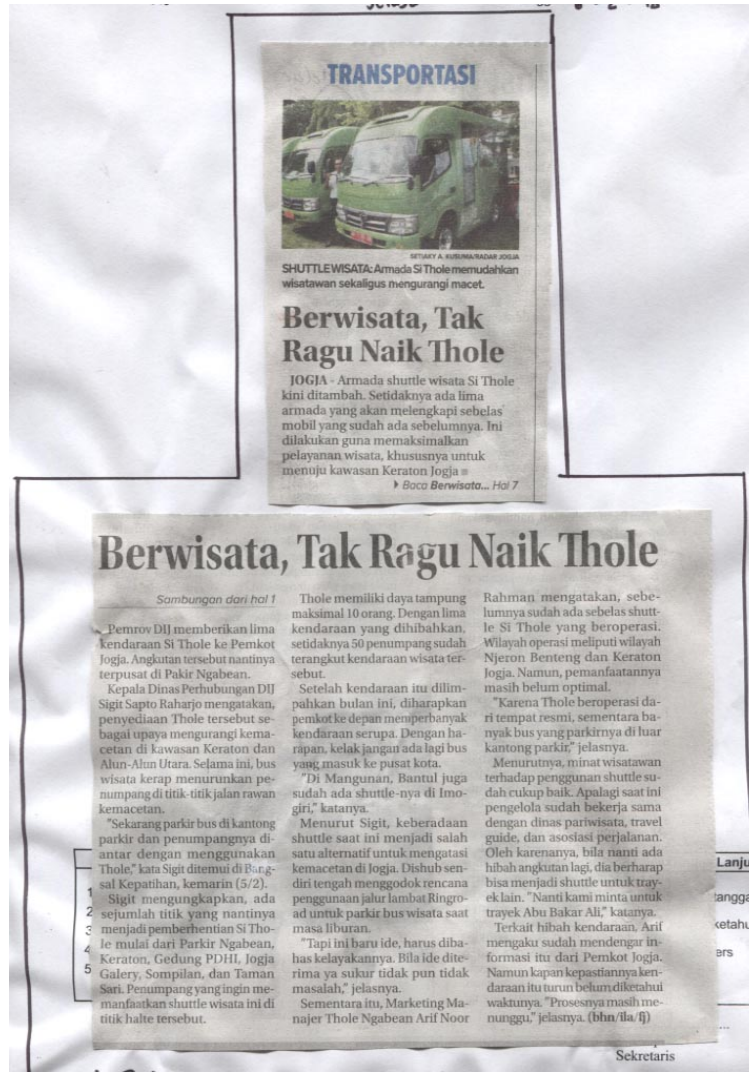 TRANSPORTASI
SETIAKY A. KUSUMA/RADAR JOGJA
SHUTTLE WISATA: Armada Si Thole memudahkan
wisatawan sekaligus mengurangi macet.
Berwisata, Tak
Ragu Naik Thole
JOGJA - Armada shuttle wisata Si Thole
kini ditambah. Setidaknya ada lima
armada yang akan melengkapi sebelas
mobil yang sudah ada sebelumnya. Ini
dilakukan guna memaksimalkan
pelayanan wisata, khususnya untuk
menuju kawasan Keraton Jogja
Baca Berwisata... Hal 7
Berwisata, Tak Ragu Naik Thole
Sambungan dari hal 1
Pemrov DIJ memberikan lima
kendaraan Si Thole ke Pemkot
Jogja. Angkutan tersebut nantinya
terpusat di Pakir Ngabean.
Kepala Dinas Perhubungan DIJ
Sigit Sapto Raharjo mengatakan,
penyediaan Thole tersebut se-
bagai upaya mengurangi kema-
cetan di kawasan Keraton dan
Alun-Alun Utara. Selama ini, bus
wisata kerap menurunkan pe-
numpang di titik-titik jalan rawan
kemacetan.
"Sekarang parkir bus di kantong
parkir dan penumpangnya di-
antar dengan menggunakan
Thole," kata Sigit ditemui di Bang-
sal Kepatihan, kemarin (5/2).
Sigit mengungkapkan, ada
sejumlah titik yang nantinya
menjadi pemberhentian Si Tho-
le mulai dari Parkir Ngabean,
Keraton, Gedung PDHI, Jogja
Galery, Sompilan, dan Taman
Sari. Penumpang yang ingin me-
manfaatkan shuttle wisata ini di
titik halte tersebut.
Thole memiliki daya tampung
maksimal 10 orang. Dengan lima
kendaraan yang dihibahkan,
setidaknya 50 penumpang sudah
terangkut kendaraan wisata ter-
sebut.
Setelah kendaraan itu dilim-
pahkan bulan ini, diharapkan
pemkot ke depan memperbanyak
kendaraan serupa. Dengan ha-
rapan, kelak jangan ada lagi bus
yang masuk ke pusat kota.
"Di Mangunan, Bantul juga
sudah ada shuttle-nya di Imo-
giri," katanya.
Menurut Sigit, keberadaan
shuttle saat ini menjadi salah
satu alternatif untuk mengatasi
kemacetan di Jogja. Dishub sen-
diri tengah menggodok rencana
penggunaan jalur lambat Ringro-
ad untuk parkir bus wisata saat
masa liburan.
"Tapi ini baru ide, harus diba-
has kelayakannya. Bila ide dite-
rima ya sukur tidak pun tidak
masalah," jelasnya.
Sementara itu, Marketing Ma-
najer Thole Ngabean Arif Noor
Rahman mengatakan, sebe-
lumnya sudah ada sebelas shutt-
le Si Thole yang beroperasi.
Wilayah operasi meliputi wilayah
Njeron Benteng dan Keraton
Jogja. Namun, pemanfaatannya
masih belum optimal.
"Karena Thole beroperasi da-
ri tempat resmi, sementara ba-
nyak bus yang parkirnya di luar
kantong parkir," jelasnya.
Menurutnya, minat wisatawan
terhadap penggunan shuttle su-
dah cukup baik. Apalagi saat ini
pengelola sudah bekerja sama
dengan dinas pariwisata, travel
guide, dan asosiasi perjalanan.
Oleh karenanya, bila nanti ada
hibah angkutan lagi, dia berharap
bisa menjadi shuttle untuk tray-
ek lain. "Nanti kami minta untuk
trayek Abu Bakar Ali," katanya.
Terkait hibah kendaraan, Arif
mengaku sudah mendengar in-
formasi itu dari Pemkot Jogja.
Namun kapan kepastiannya ken-
daraan itu turun belum diketahui
waktunya. "Prosesnya masih me-
nunggu," jelasnya. (bhn/ila/fj)
Lanju
tangga
ketahu
ers
Sekretaris